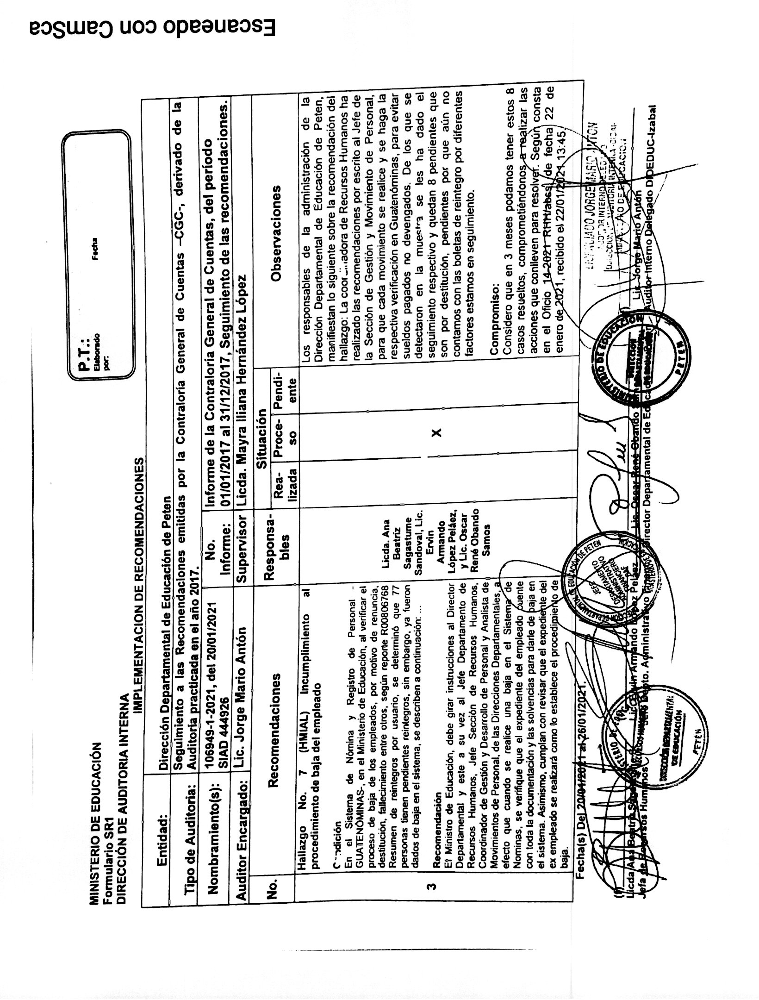 Escaneado con CamSca
MINISTERIO DE EDUCACIÓN
Formulario SR1
DIRECCIÓN DE AUDITORIA INTERNA
IMPLEMENTACION DE RECOMENDACIONES
P.T.:
Elaborado
por:
Fecha
Entidad:
Dirección Departamental de Educación de Peten
Tipo de Auditoria:
Seguimiento a las Recomendaciones emitidas por la Contraloría General de Cuentas –CGC-, derivado de la
Auditoria practicada en el año 2017.
Nombramiento(s):
106949-1-2021, del 20/01/2021
SIAD 444926
No.
Informe:
Informe de la Contraloría General de Cuentas, del período
01/01/2017 al 31/12/2017, Seguimiento de las recomendaciones.
Auditor Encargado:
Lic. Jorge Mario Antón
Supervisor
Licda. Mayra Iliana Hernández López
No.
Recomendaciones
Responsa-
bles
Situación
Rea-
lizada
Proce-
so
Pendi-
ente
Observaciones
3
Hallazgo No. 7 (HMIAL) Incumplimiento al
procedimiento de baja del empleado
En el Sistema de Nómina y Registro de Personal -
GUATENÓMINAS-, en el Ministerio de Educación, al verificar el
proceso de baja de los empleados, por motivo de renuncia,
destitución, fallecimiento entre otros, según reporte R00806768
Resumen de reintegros por usuario, se determinó que 77
personas tienen pendientes reintegros, sin embargo, ya fueron
dados de baja en el sistema, se describen a continuación: ...
Recomendación
El Ministro de Educación, debe girar instrucciones al Director
Departamental y este a su vez al Jefe Departamento de
Recursos Humanos, Jefe Sección de Recursos Humanos,
Coordinador de Gestión y Desarrollo de Personal y Analista de
Movimientos de Personal, de las Direcciones Departamentales, a
efecto que cuando se realice una baja en el Sistema de
Nominas, se verifique que el expediente del empleado cuente
con toda la documentación y las solvencias para darle de baja en
el sistema. Asimismo, cumplan con revisar que el expediente del
ex empleado se realizará como lo establece el procedimiento de
baja.
Licda. Ana
Beatríz
Sagastume
Sandoval, Lic.
Ervin
Armando
López Peláez,
y Lic. Oscar
René Obando
Samos
X
Los responsables de la administración de la
Dirección Departamental de Educación de Peten,
manifiestan lo siguiente sobre la recomendación del
hallazgo: La coordinadora de Recursos Humanos ha
realizado las recomendaciones por escrito al Jefe de
la Sección de Gestión y Movimiento de Personal,
para que cada movimiento se realice y se haga la
respectiva verificación en Guatenóminas, para evitar
sueldos pagados no devengados. De los que se
detectaron en la muestra se les ha dado el
seguimiento respectivo y quedan 8 pendientes que
son por destitución, pendientes por que aún no
contamos con las boletas de reintegro por diferentes
factores estamos en seguimiento.
Compromiso:
Considero que en 3 meses podamos tener estos 8
casos resueltos, comprometiéndonos a realizar las
acciones que conlleven para resolver. Según consta
en el Oficio 14-2021 RHH/abss, de fecha 22 de
enero de 2021, recibido el 22/01/2021 13:45.
Fecha(s) Del 20/01/2021 al 26/01/2021.
(f)
Licda Ana Beatriz
Jefa de Recursos Humanos
Lic. Ervin Armando López Peláez
Jefe Depto. Administrativo
Lic. Oscar René Obando
Director Departamental de
(f)
Lic. Jorge Mario Antón
Auditor Interno Delegado DIDEDUC-Izabal
MINISTERIO DE EDUCACIÓN
DIRECCIÓN
DEPARTAMENTAL
PETEN
JEFE
DEPARTAMENTO
ADMINISTRATIVO
FINANCIERO
DIRECCIÓN DEPARTAMENTAL
DE EDUCACIÓN
PETÉN
LICENCIADO JORGE MARIO ANTON